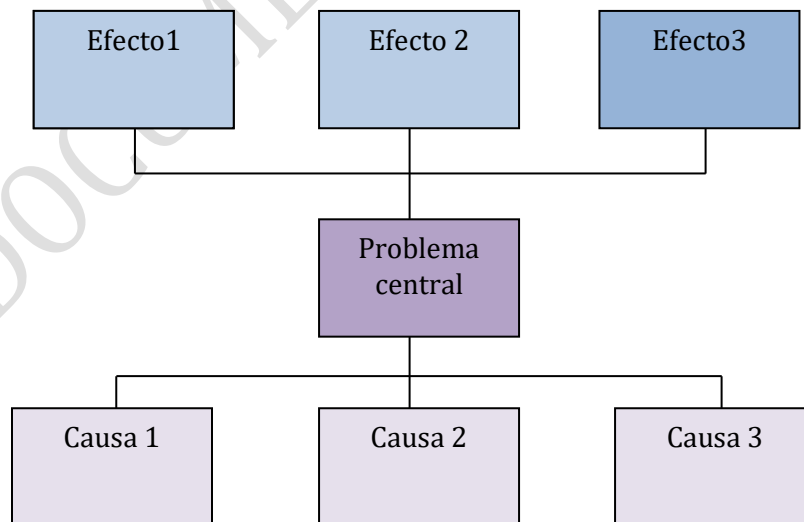 Efecto1
Efecto 2
Efecto3
Problema
central
Causa 1
Causa 2
Causa 3